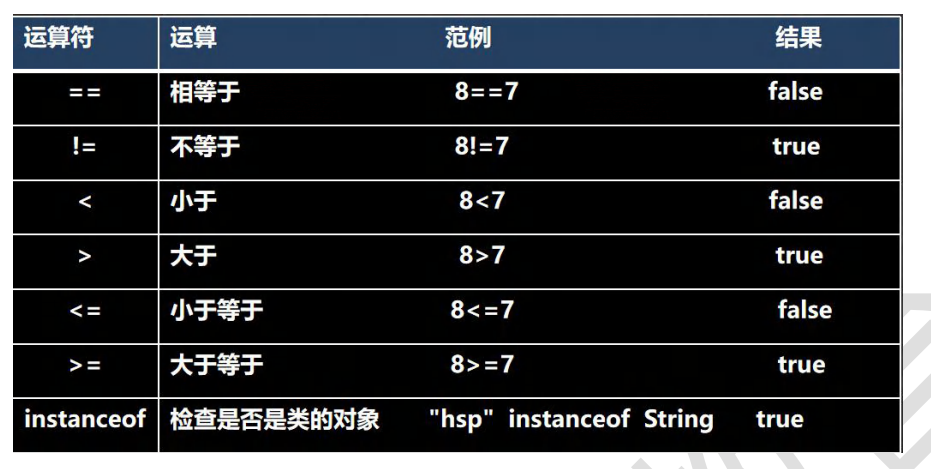 运算符 运算 范例 结果
== 相等于 8==7 false
!= 不等于 8!=7 true
< 小于 8<7 false
> 大于 8>7 true
<= 小于等于 8<=7 false
>= 大于等于 8>=7 true
instanceof 检查是否是类的对象 "hsp" instanceof String true